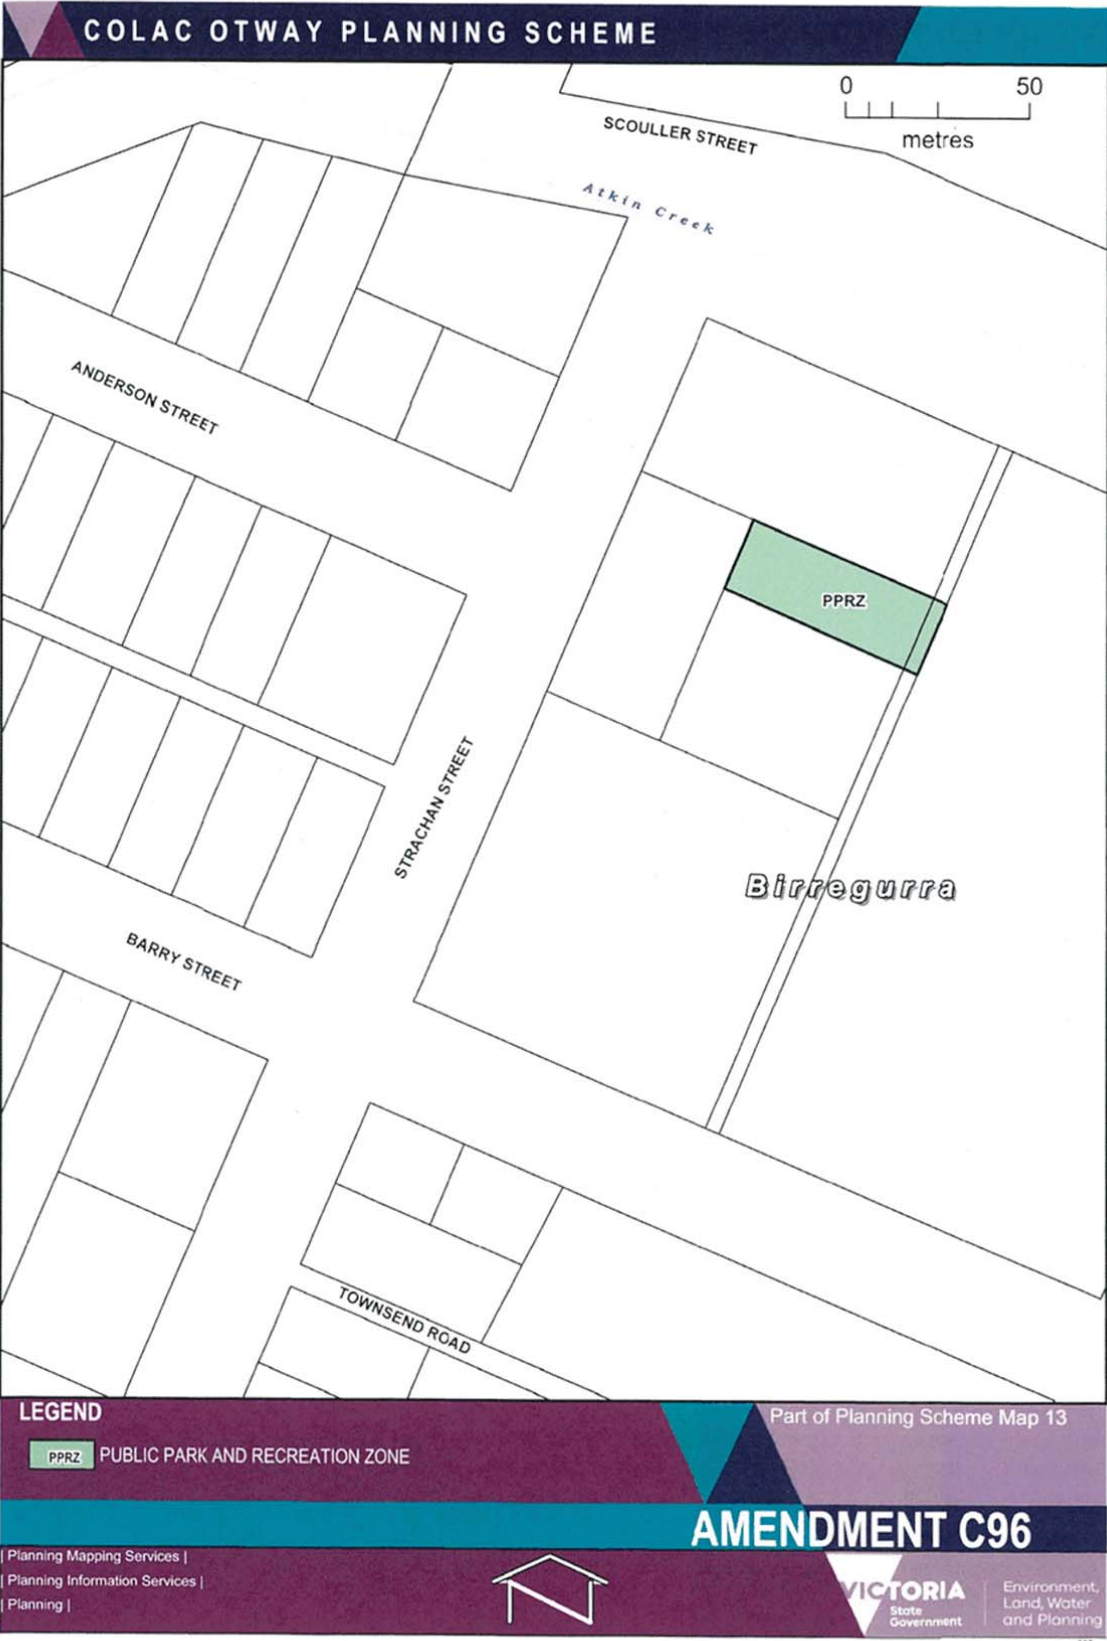 COLAC OTWAY PLANNING SCHEME
0 50
metres
SCOULLER STREET
Atkin Creek
ANDERSON STREET
PPRZ
STRACHAN STREET
Birregurra
BARRY STREET
TOWNSEND ROAD
LEGEND
PPRZ PUBLIC PARK AND RECREATION ZONE
Part of Planning Scheme Map 13
AMENDMENT C96
| Planning Mapping Services |
| Planning Information Services |
| Planning |
N
VICTORIA
State
Government
Environment,
Land, Water
and Planning